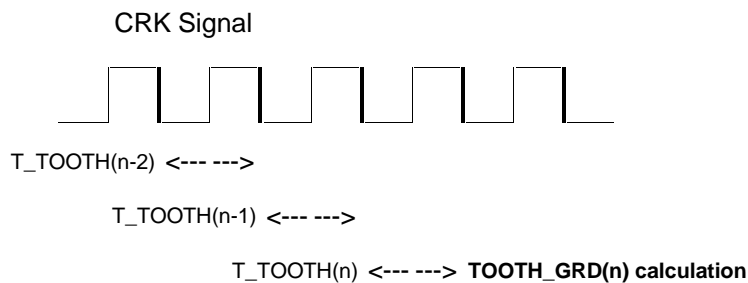 CRK Signal
T_TOOTH(n-2) <--- --->
T_TOOTH(n-1) <--- --->
T_TOOTH(n) <--- ---> TOOTH_GRD(n) calculation